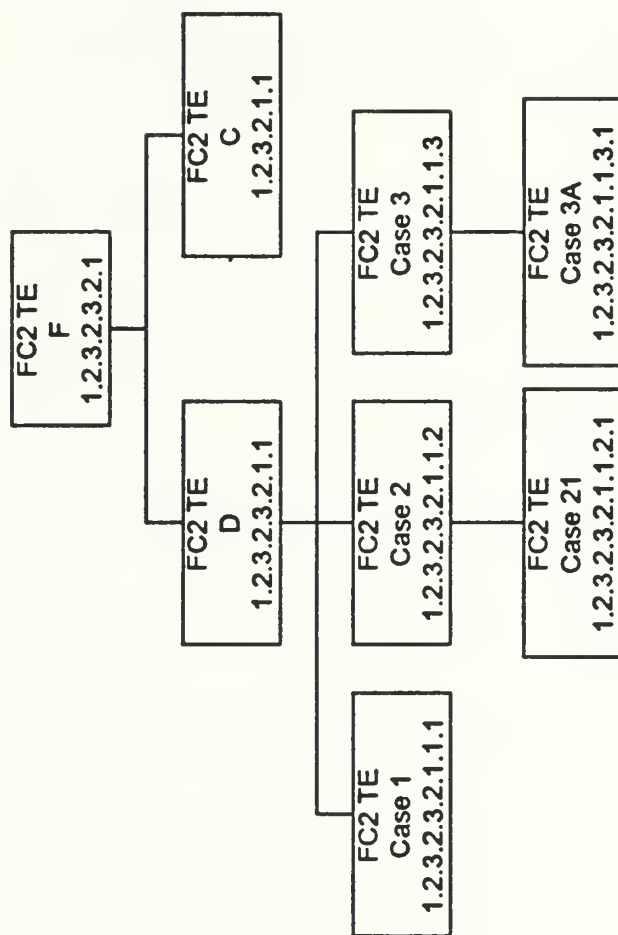 FC2 TE
F
1.2.3.2.3.2.1
FC2 TE
D
1.2.3.2.3.2.1.1
FC2 TE
C
1.2.3.2.3.2.1.1
FC2 TE
Case 1
1.2.3.2.3.2.1.1.1
FC2 TE
Case 2
1.2.3.2.3.2.1.1.2
FC2 TE
Case 3
1.2.3.2.3.2.1.1.3
FC2 TE
Case 21
1.2.3.2.3.2.1.1.2.1
FC2 TE
Case 3A
1.2.3.2.3.2.1.1.3.1